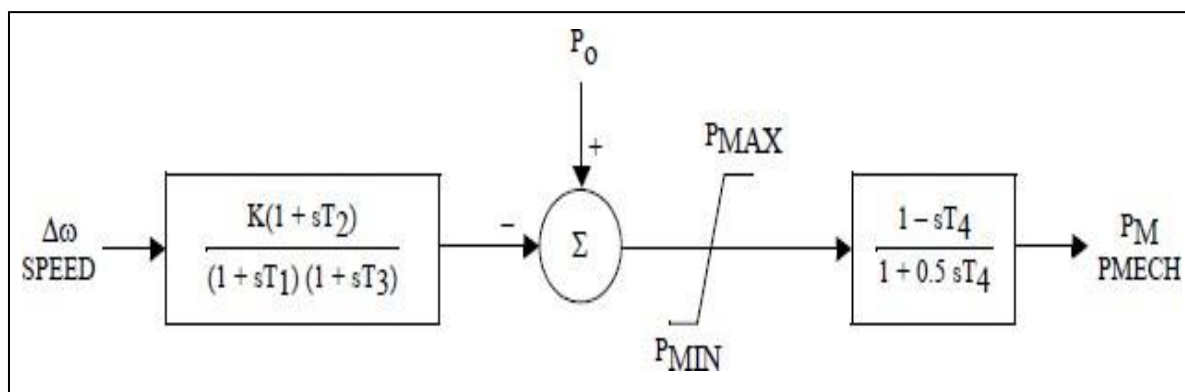 P₀
+
PMAX
Δω
SPEED
K(1 + sT₂)
(1 + sT₁) (1 + sT₃)
−
Σ
1 − sT₄
1 + 0.5 sT₄
PM
PMECH
PMIN